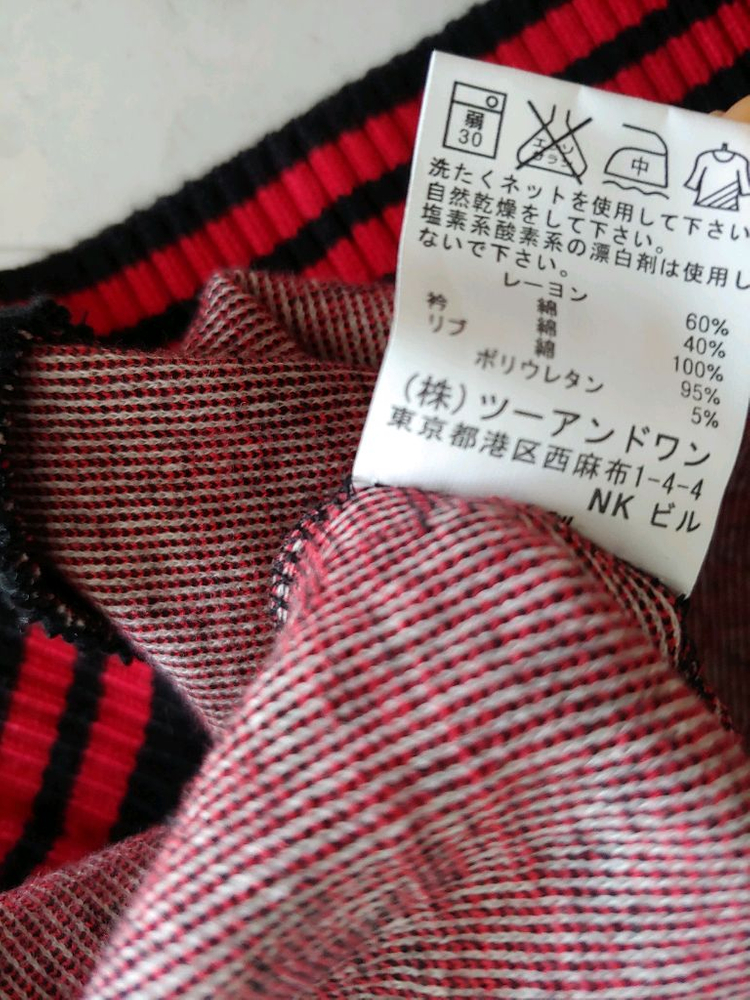 弱 30 エンソ サラシ 中
洗たくネットを使用して下さい
自然乾燥をして下さい。
塩素系酸素系の漂白剤は使用し
ないで下さい。
レーヨン 60%
綿 40%
衿 綿 100%
リブ 綿 95%
ポリウレタン 5%
(株)ツーアンドワン
東京都港区西麻布1-4-4
NK ビル